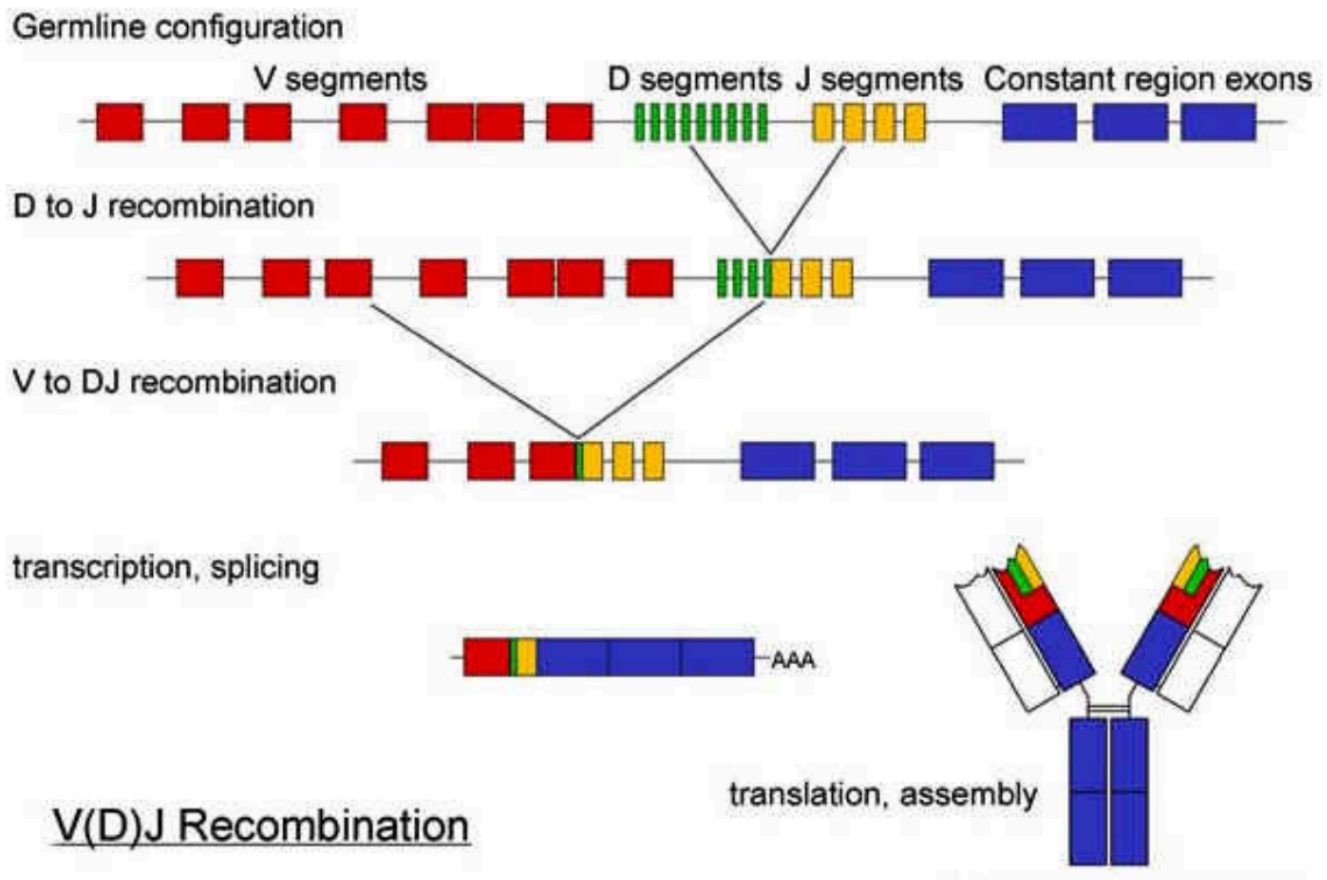 Germline configuration
V segments D segments J segments Constant region exons
D to J recombination
V to DJ recombination
transcription, splicing
AAA
translation, assembly
V(D)J Recombination